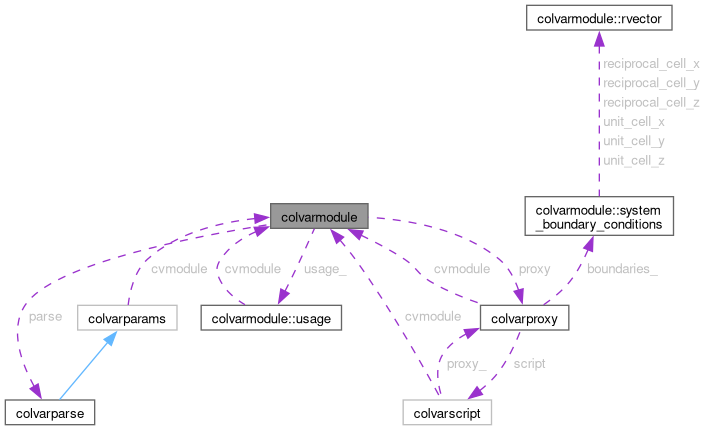 colvarmodule::rvector
reciprocal_cell_x
reciprocal_cell_y
reciprocal_cell_z
unit_cell_x
unit_cell_y
unit_cell_z
colvarmodule
colvarmodule::system
_boundary_conditions
cvmodule
cvmodule
usage_
cvmodule
proxy
boundaries_
parse
colvarparams
colvarmodule::usage
cvmodule
colvarproxy
proxy_
script
colvarparse
colvarscript